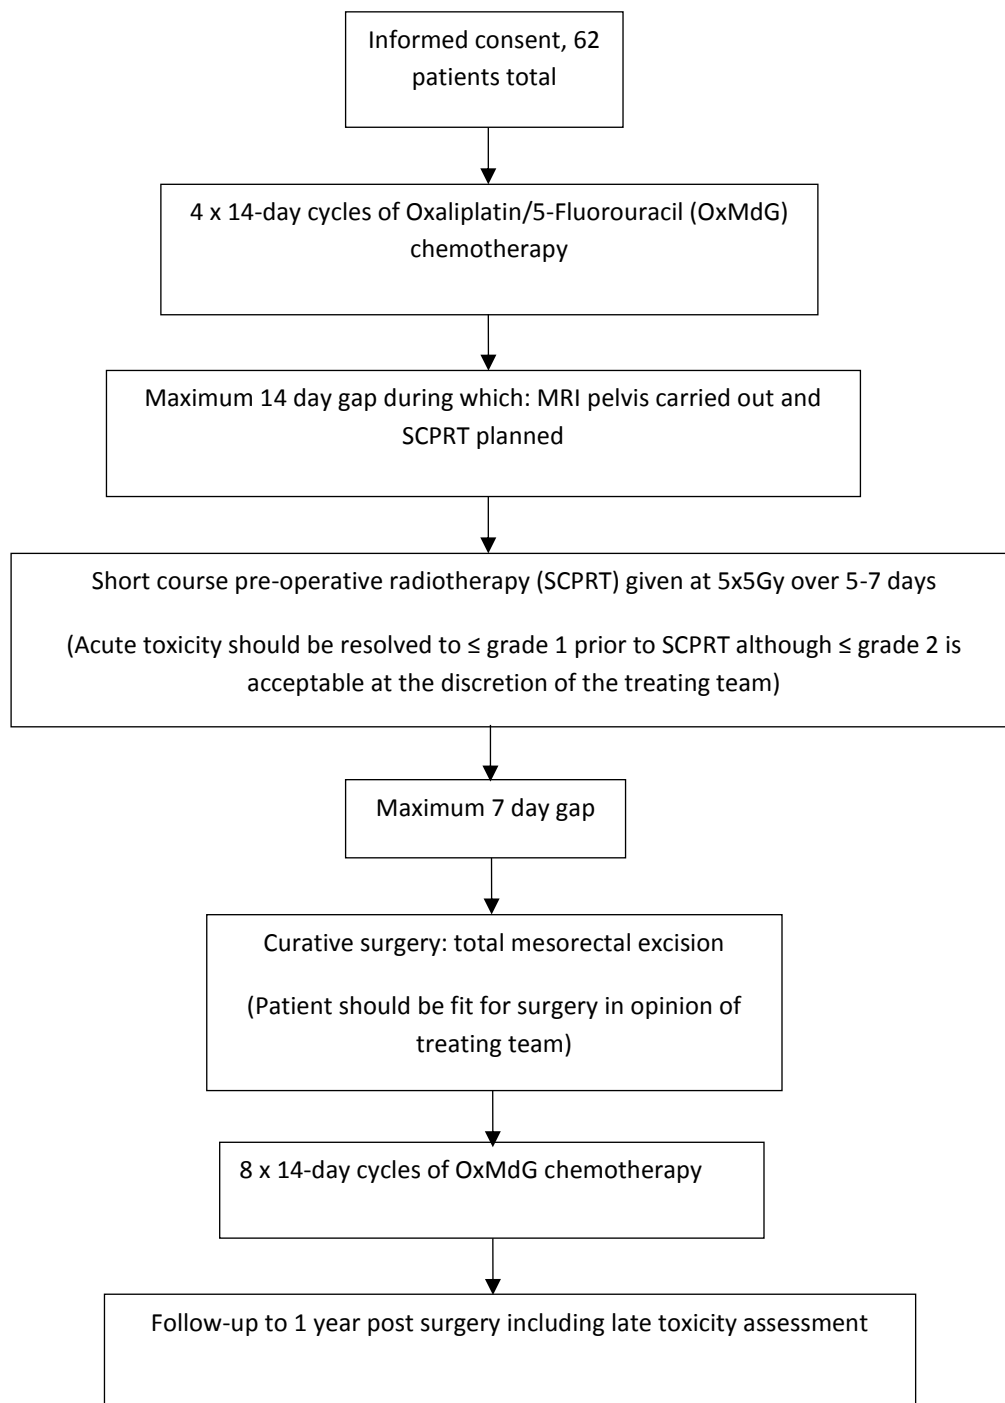 Informed consent, 62
patients total
4 x 14-day cycles of Oxaliplatin/5-Fluorouracil (OxMdG)
chemotherapy
Maximum 14 day gap during which: MRI pelvis carried out and
SCPRT planned
Short course pre-operative radiotherapy (SCPRT) given at 5x5Gy over 5-7 days
(Acute toxicity should be resolved to ≤ grade 1 prior to SCPRT although ≤ grade 2 is
acceptable at the discretion of the treating team)
Maximum 7 day gap
Curative surgery: total mesorectal excision
(Patient should be fit for surgery in opinion of
treating team)
8 x 14-day cycles of OxMdG chemotherapy
Follow-up to 1 year post surgery including late toxicity assessment